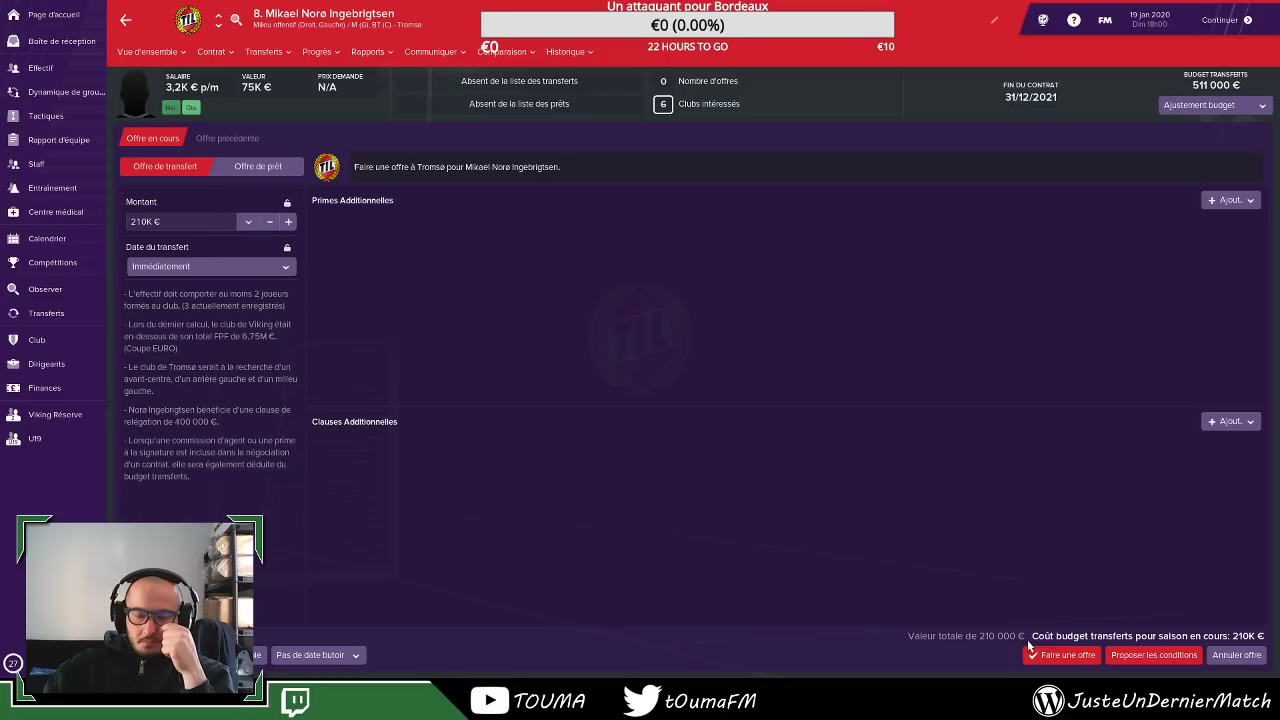 Un attaquant pour Bordeaux
€0 (0.00%)
€0
22 HOURS TO GO
€10
8. Mikael Norø Ingebrigtsen
Milieu offensif (Droit, Gauche) / M (G), BT (C) - Tromsø
19 jan 2020
Dim 18h00
Continuer
FM
TIL
Vue d'ensemble
Contrat
Transferts
Progrès
Rapports
Communiquer
Comparaison
Historique
Page d'accueil
Boîte de réception
Effectif
Dynamique de grou...
Tactiques
Rapport d'équipe
Staff
Entraînement
Centre médical
Calendrier
Compétitions
Observer
Transferts
Club
Dirigeants
Finances
Viking Réserve
U19
27
SALAIRE
3,2K € p/m
VALEUR
75K €
PRIX DEMANDÉ
N/A
Obs
Absent de la liste des transferts
Absent de la liste des prêts
0 Nombre d'offres
6 Clubs intéressés
FIN DU CONTRAT
31/12/2021
BUDGET TRANSFERTS
511 000 €
Ajustement budget
Offre en cours
Offre précédente
Offre de transfert
Offre de prêt
TIL
Faire une offre à Tromsø pour Mikael Norø Ingebrigtsen.
Montant
210K €
Date du transfert
Immédiatement
- L'effectif doit comporter au moins 2 joueurs
formés au club. (3 actuellement enregistrés)
- Lors du dernier calcul, le club de Viking était
en-dessous de son total FPF de 6,75M €.
(Coupe EURO)
- Le club de Tromsø serait à la recherche d'un
avant-centre, d'un arrière gauche et d'un milieu
gauche.
- Norø Ingebrigtsen bénéficie d'une clause de
relégation de 400 000 €.
- Lorsqu'une commission d'agent ou une prime
à la signature est incluse dans la négociation
d'un contrat, elle sera également déduite du
budget transferts.
Primes Additionnelles
Ajout.
TIL
Clauses Additionnelles
Ajout.
Valeur totale de 210 000 €
Coût budget transferts pour saison en cours: 210K €
Pas de date butoir
Faire une offre
Proposer les conditions
Annuler offre
TOUMA
tOumaFM
JusteUnDernierMatch